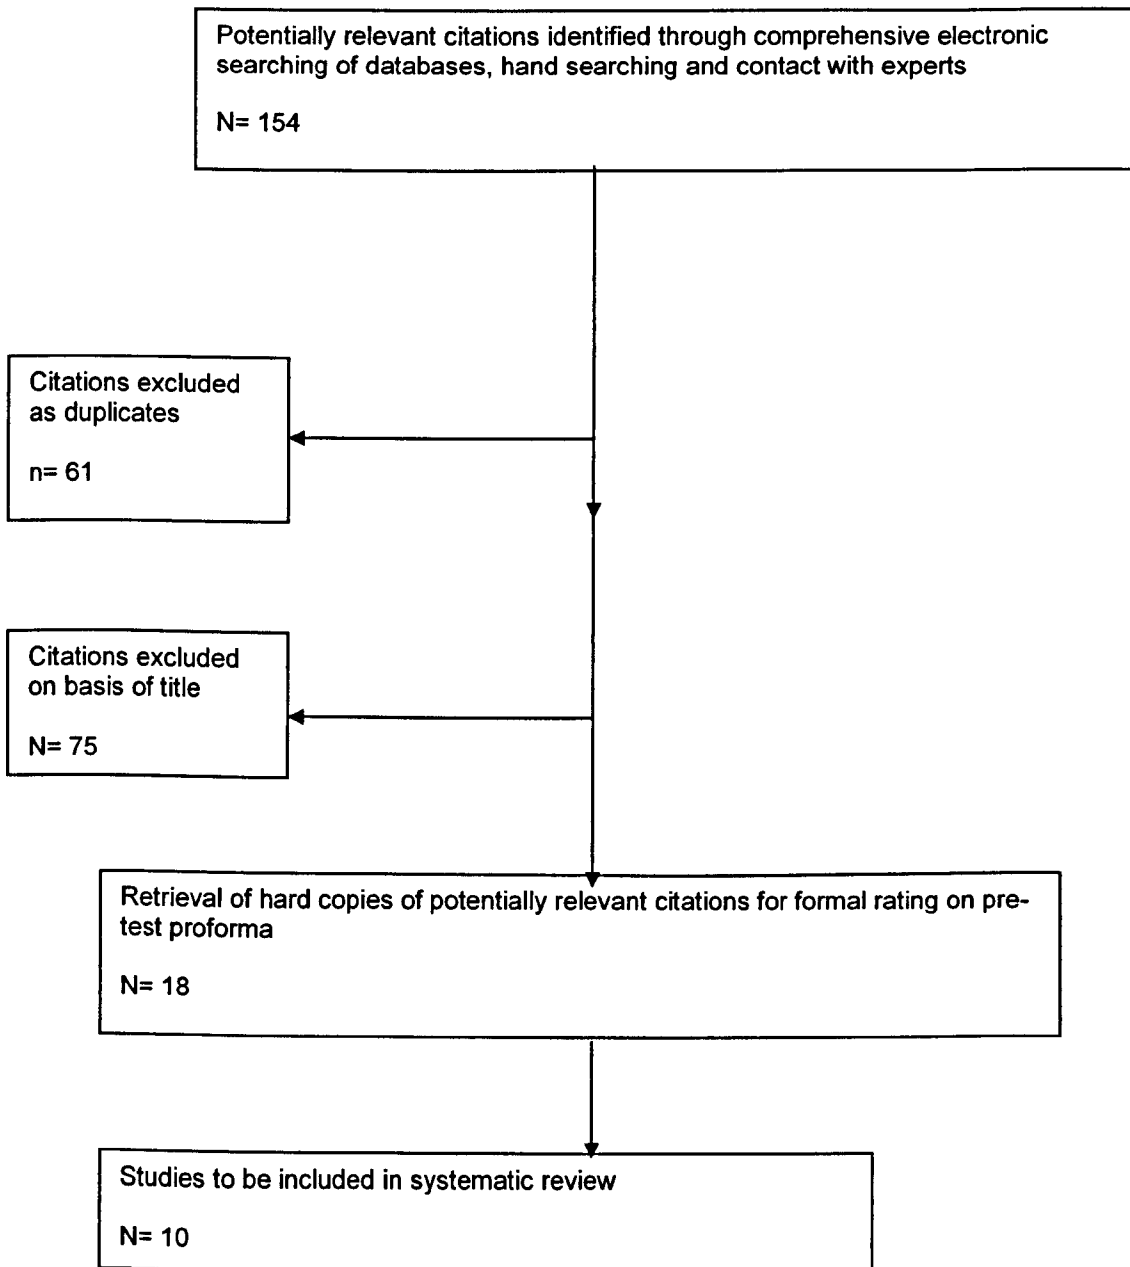 Potentially relevant citations identified through comprehensive electronic
searching of databases, hand searching and contact with experts
N= 154
Citations excluded
as duplicates
n= 61
Citations excluded
on basis of title
N= 75
Retrieval of hard copies of potentially relevant citations for formal rating on pre-
test proforma
N= 18
Studies to be included in systematic review
N= 10